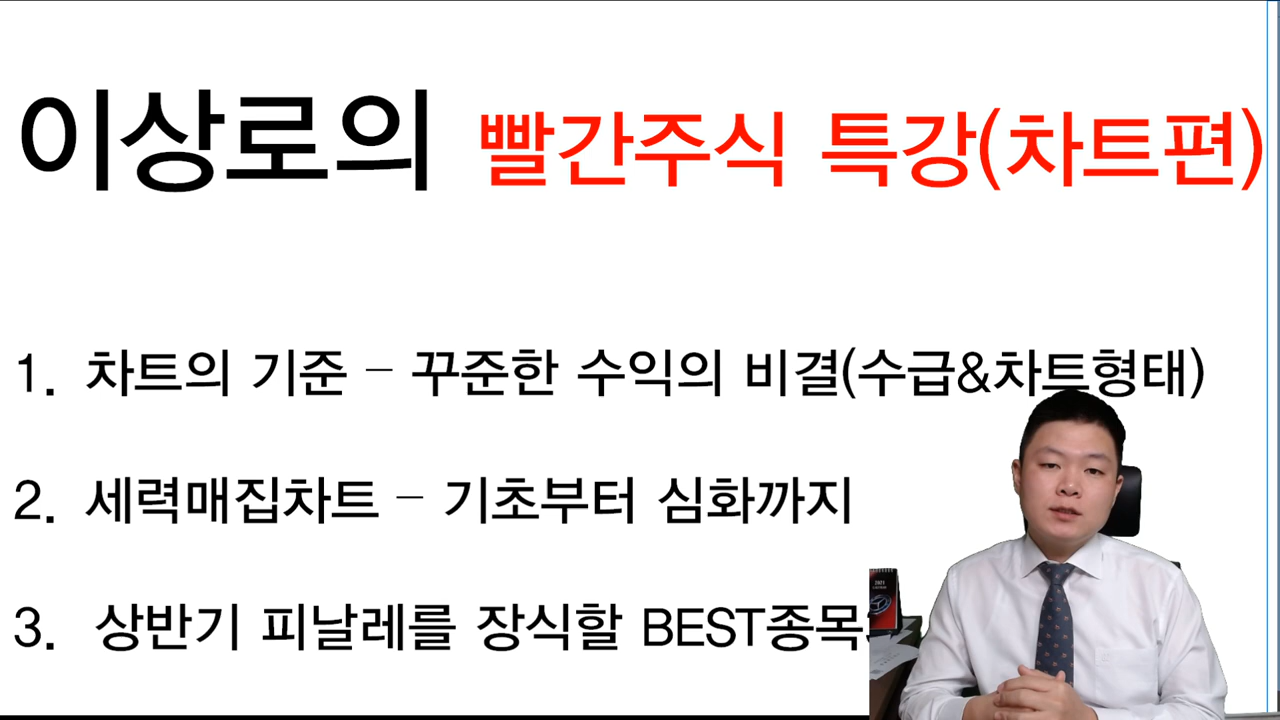 이상로의 빨간주식 특강(차트편)
1. 차트의 기준 - 꾸준한 수익의 비결(수급&차트형태)
2. 세력매집차트 - 기초부터 심화까지
3. 상반기 피날레를 장식할 BEST종목
2021